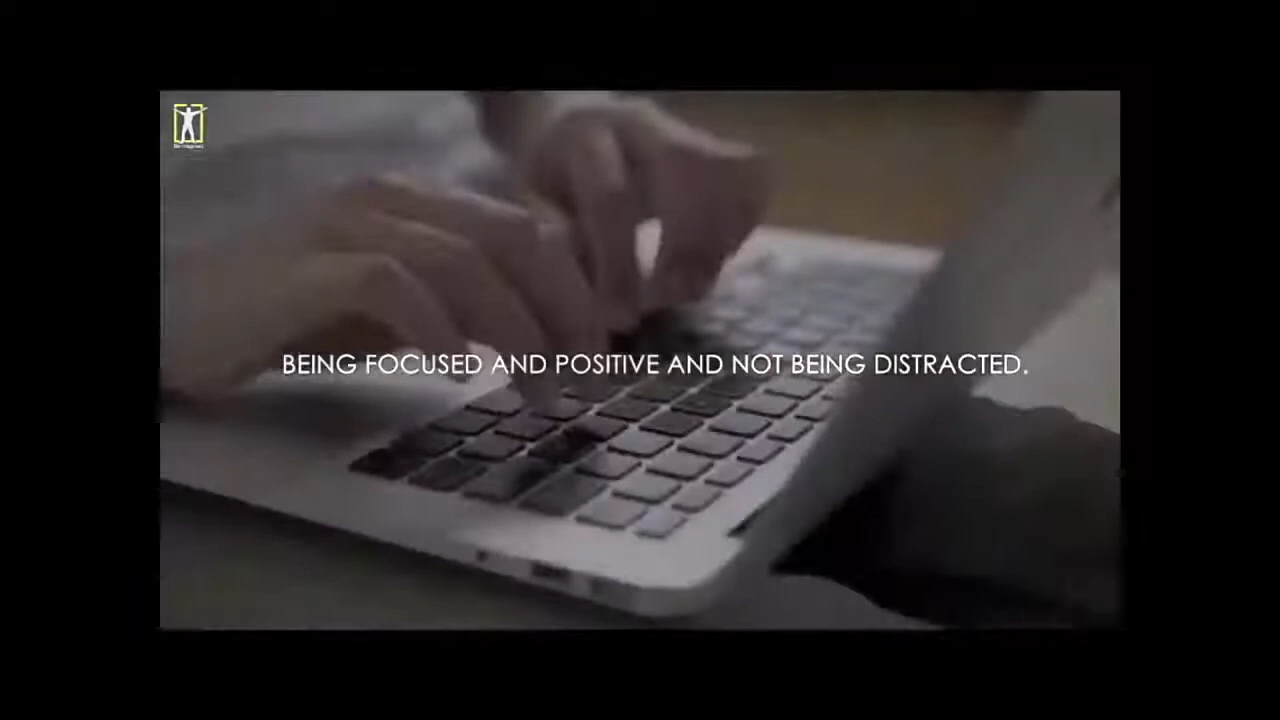 BEING FOCUSED AND POSITIVE AND NOT BEING DISTRACTED.